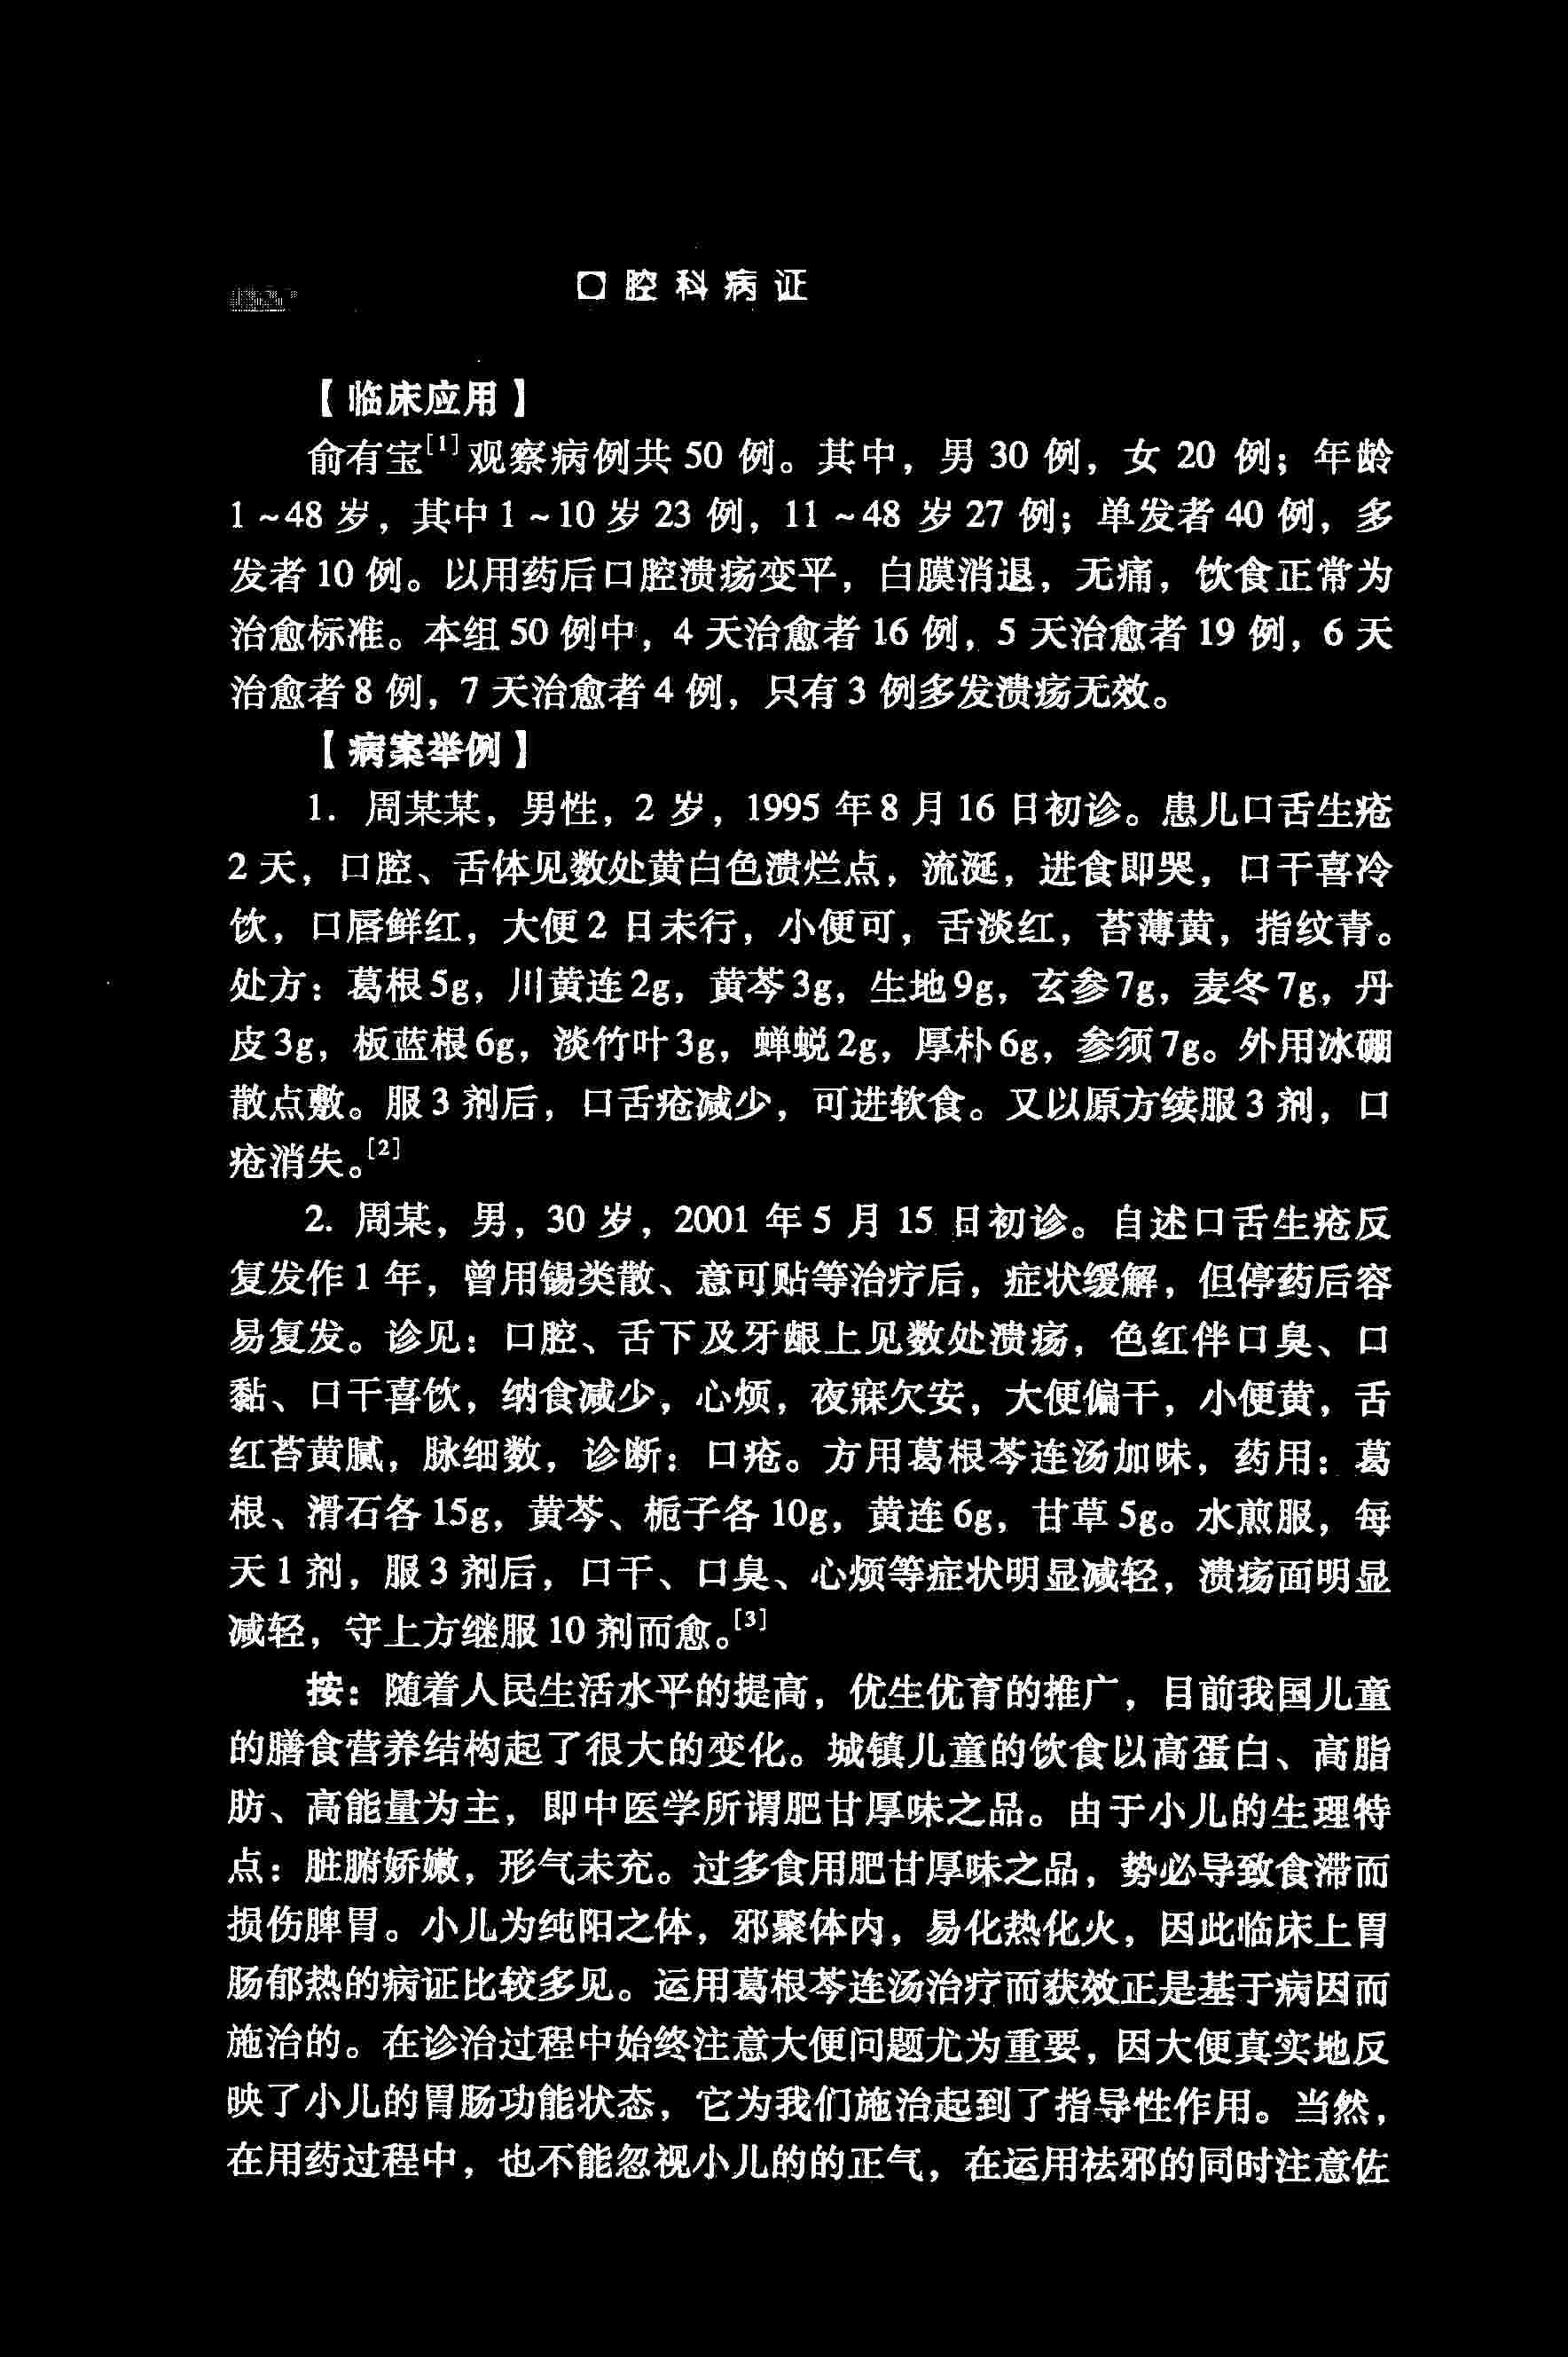 口腔科病证
【临床应用】
俞有宝[1]观察病例共 50 例。其中，男 30 例，女 20 例；年龄
1～48 岁，其中 1～10 岁 23 例，11～48 岁 27 例；单发者 40 例，多
发者 10 例。以用药后口腔溃疡变平，白膜消退，无痛，饮食正常为
治愈标准。本组 50 例中，4 天治愈者 16 例，5 天治愈者 19 例，6 天
治愈者 8 例，7 天治愈者 4 例，只有 3 例多发溃疡无效。
【病案举例】
1. 周某某，男性，2 岁，1995 年 8 月 16 日初诊。患儿口舌生疮
2 天，口腔、舌体见数处黄白色溃烂点，流涎，进食即哭，口干喜冷
饮，口唇鲜红，大便 2 日未行，小便可，舌淡红，苔薄黄，指纹青。
处方：葛根 5g，川黄连 2g，黄芩 3g，生地 9g，玄参 7g，麦冬 7g，丹
皮 3g，板蓝根 6g，淡竹叶 3g，蝉蜕 2g，厚朴 6g，参须 7g。外用冰硼
散点敷。服 3 剂后，口舌疮减少，可进软食。又以原方续服 3 剂，口
疮消失。[2]
2. 周某，男，30 岁，2001 年 5 月 15 日初诊。自述口舌生疮反
复发作 1 年，曾用锡类散、意可贴等治疗后，症状缓解，但停药后容
易复发。诊见：口腔、舌下及牙龈上见数处溃疡，色红伴口臭、口
黏、口干喜饮，纳食减少，心烦，夜寐欠安，大便偏干，小便黄，舌
红苔黄腻，脉细数，诊断：口疮。方用葛根芩连汤加味，药用：葛
根、滑石各 15g，黄芩、栀子各 10g，黄连 6g，甘草 5g。水煎服，每
天 1 剂，服 3 剂后，口干、口臭、心烦等症状明显减轻，溃疡面明显
减轻，守上方继服 10 剂而愈。[3]
按：随着人民生活水平的提高，优生优育的推广，目前我国儿童
的膳食营养结构起了很大的变化。城镇儿童的饮食以高蛋白、高脂
肪、高能量为主，即中医学所谓肥甘厚味之品。由于小儿的生理特
点：脏腑娇嫩，形气未充。过多食用肥甘厚味之品，势必导致食滞而
损伤脾胃。小儿为纯阳之体，邪聚体内，易化热化火，因此临床上胃
肠郁热的病证比较多见。运用葛根芩连汤治疗而获效正是基于病因而
施治的。在诊治过程中始终注意大便问题尤为重要，因大便真实地反
映了小儿的胃肠功能状态，它为我们施治起到了指导性作用。当然，
在用药过程中，也不能忽视小儿的的正气，在运用祛邪的同时注意佐